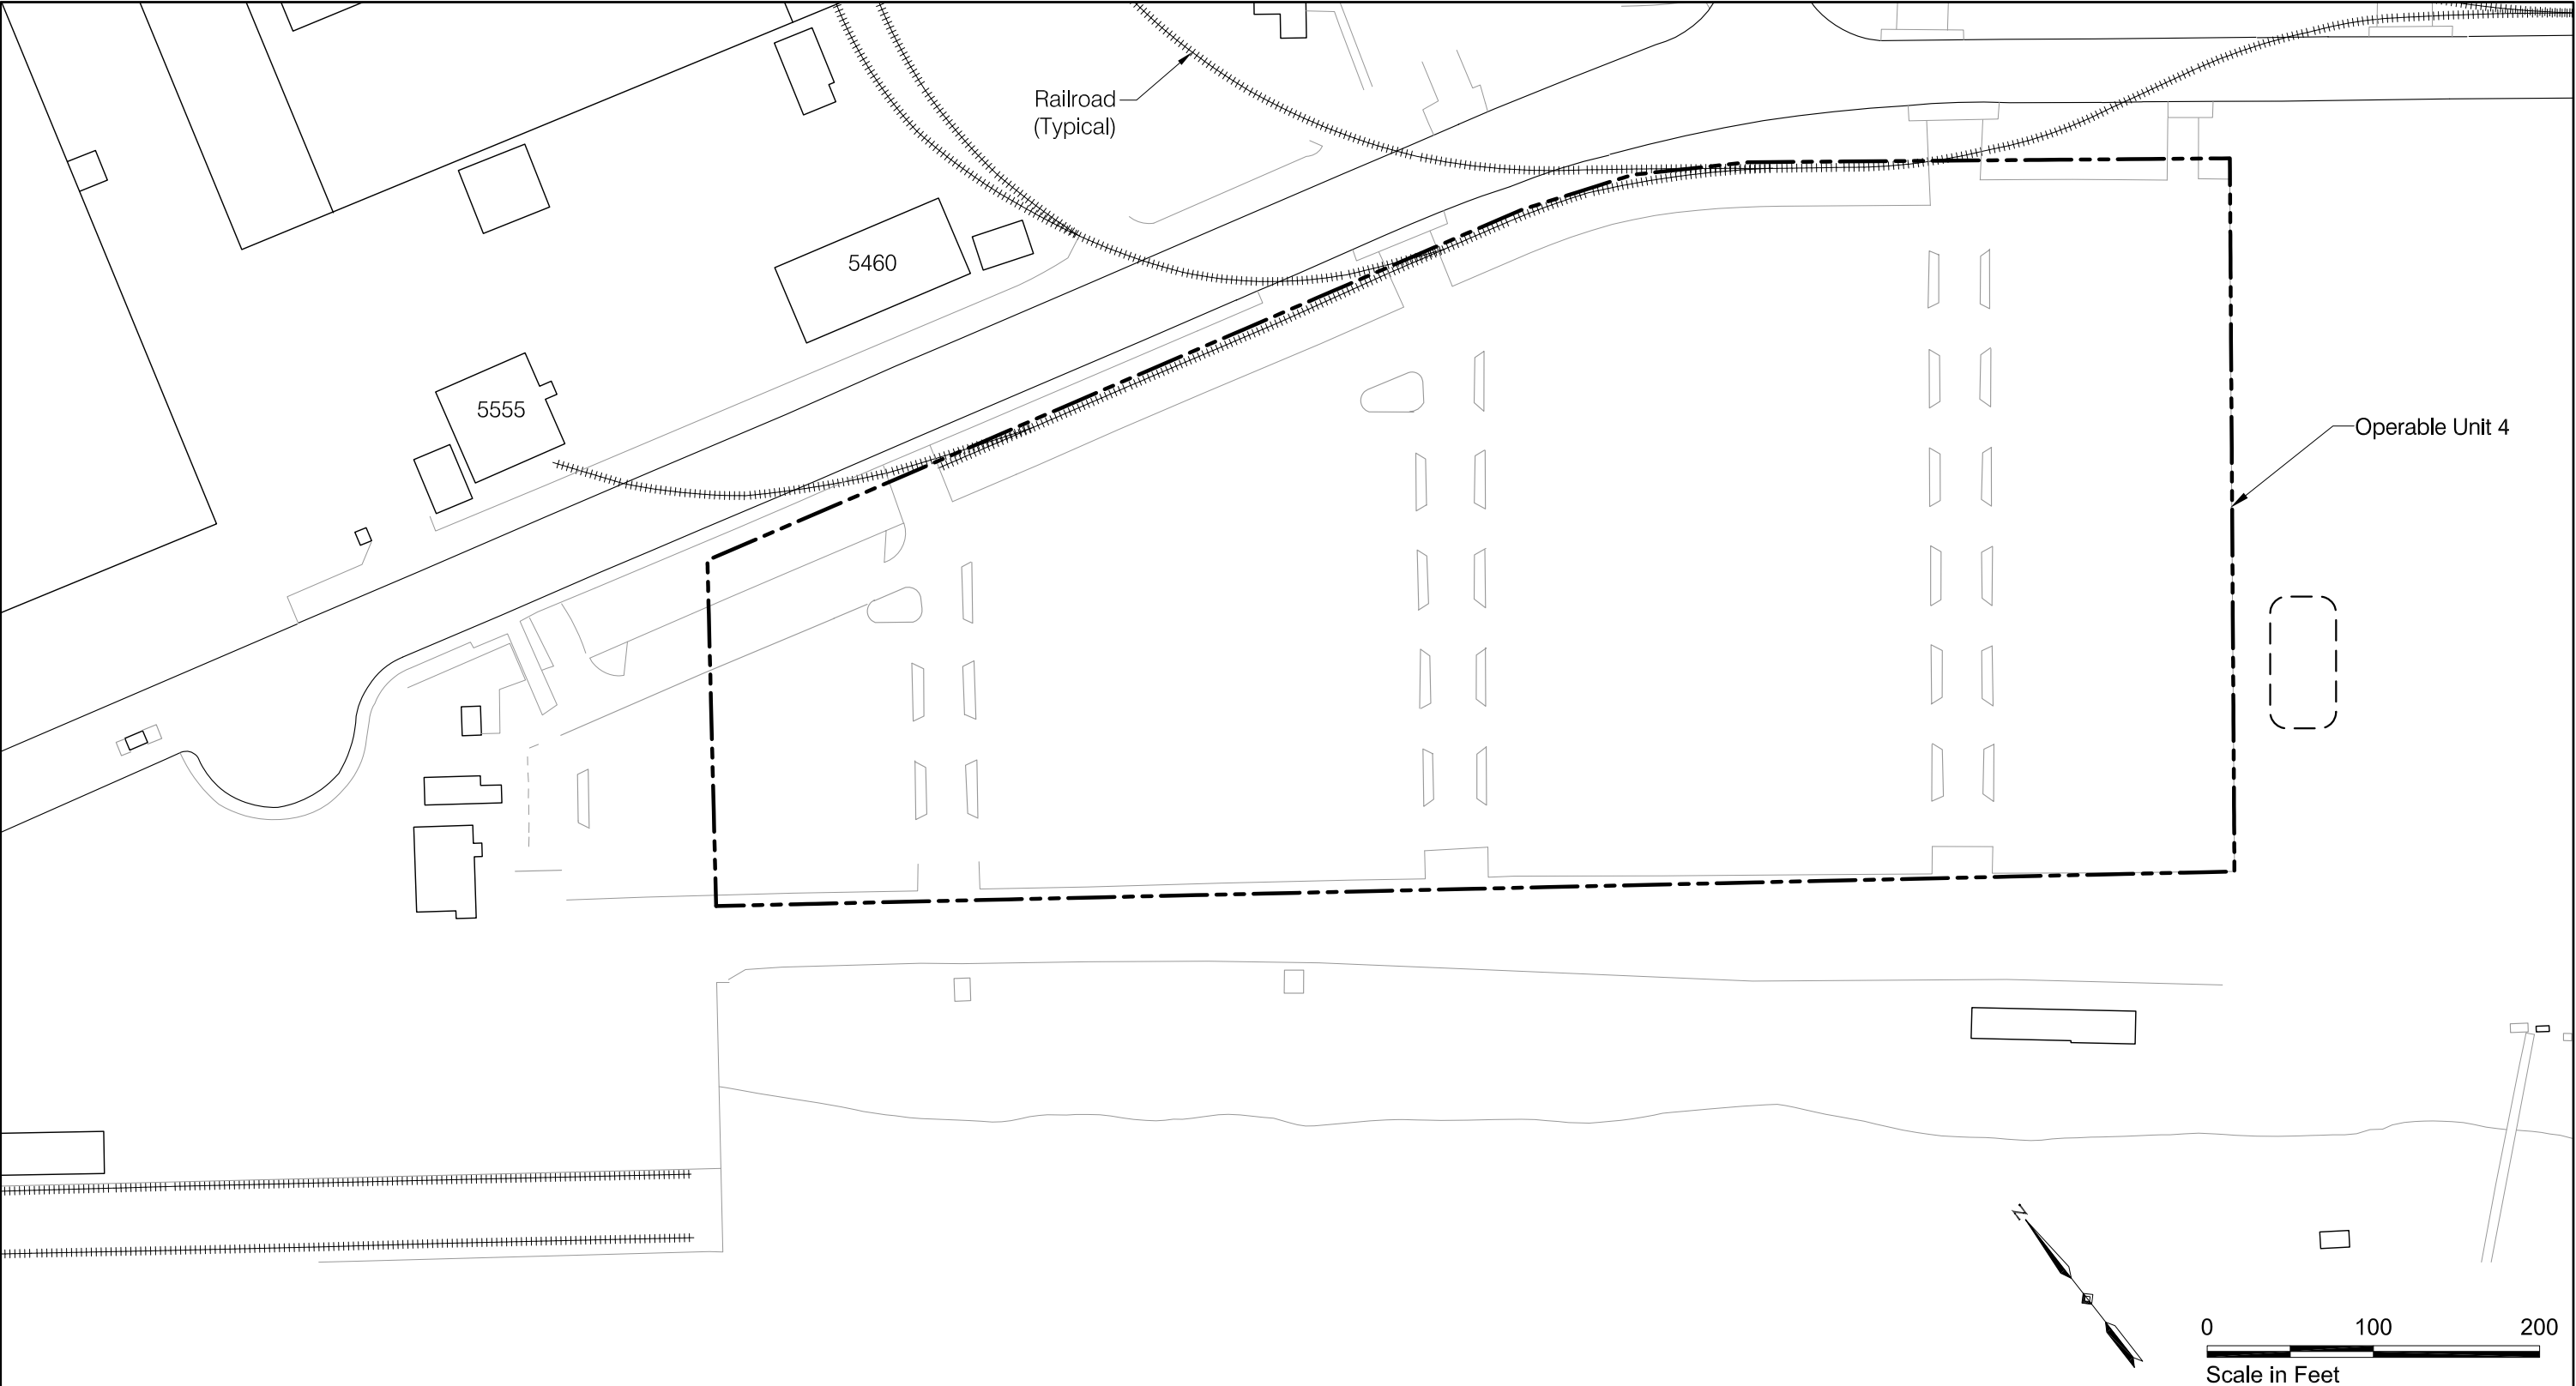 Railroad
(Typical)
5460
5555
Operable Unit 4
N
0 100 200
Scale in Feet